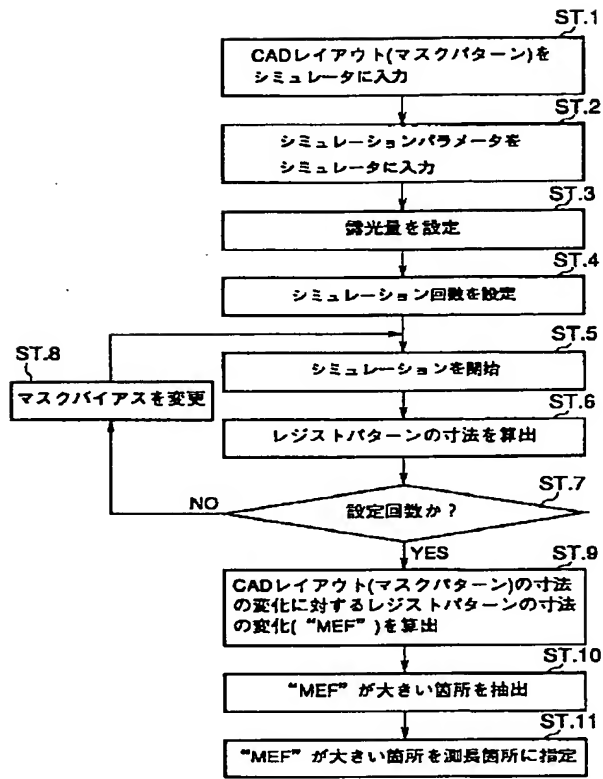 ST.1
CADレイアウト(マスクパターン)を
シミュレータに入力
ST.2
シミュレーションパラメータを
シミュレータに入力
ST.3
露光量を設定
ST.4
シミュレーション回数を設定
ST.5
シミュレーションを開始
ST.8
マスクバイアスを変更
ST.6
レジストパターンの寸法を算出
ST.7
設定回数か?
NO
YES
ST.9
CADレイアウト(マスクパターン)の寸法
の変化に対するレジストパターンの寸法
の変化(“MEF”)を算出
ST.10
“MEF”が大きい箇所を抽出
ST.11
“MEF”が大きい箇所を測長箇所に指定